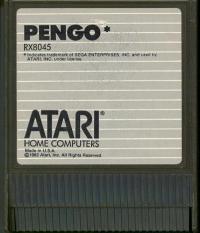 PENGO*
RX8045
* Indicates trademark of SEGA ENTERPRISES, INC. and used by
ATARI, INC. under license.
ATARI®
HOME COMPUTERS
Made in U.S.A.
©1983 Atari, Inc. All Rights Reserved